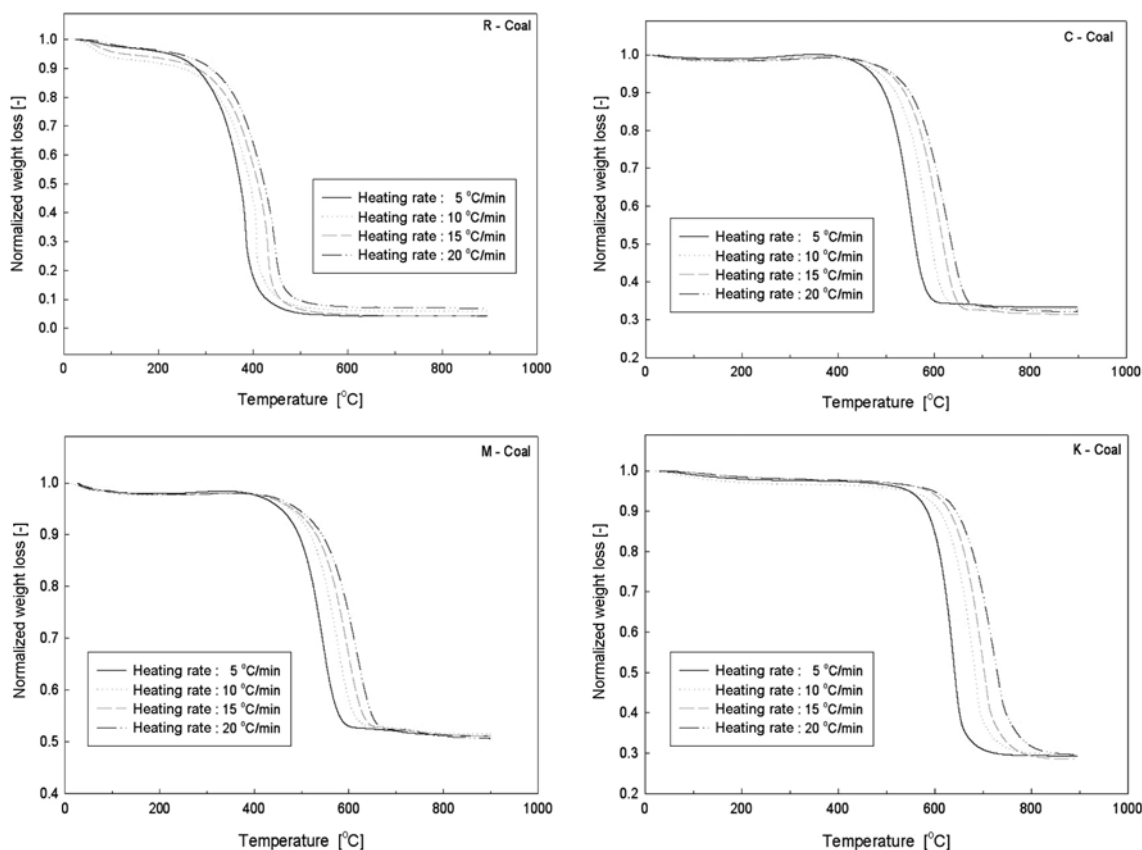 R - Coal
Normalized weight loss [-]
1.0
0.9
0.8
0.7
0.6
0.5
0.4
0.3
0.2
0.1
0.0
Heating rate : 5 °C/min
Heating rate : 10 °C/min
Heating rate : 15 °C/min
Heating rate : 20 °C/min
0 200 400 600 800 1000
Temperature [°C]
C - Coal
Normalized weight loss [-]
1.0
0.9
0.8
0.7
0.6
0.5
0.4
0.3
0.2
Heating rate : 5 °C/min
Heating rate : 10 °C/min
Heating rate : 15 °C/min
Heating rate : 20 °C/min
0 200 400 600 800 1000
Temperature [°C]
M - Coal
Normalized weight loss [-]
1.0
0.9
0.8
0.7
0.6
0.5
0.4
Heating rate : 5 °C/min
Heating rate : 10 °C/min
Heating rate : 15 °C/min
Heating rate : 20 °C/min
0 200 400 600 800 1000
Temperature [°C]
K - Coal
Normalized weight loss [-]
1.0
0.9
0.8
0.7
0.6
0.5
0.4
0.3
0.2
Heating rate : 5 °C/min
Heating rate : 10 °C/min
Heating rate : 15 °C/min
Heating rate : 20 °C/min
0 200 400 600 800 1000
Temperature [°C]